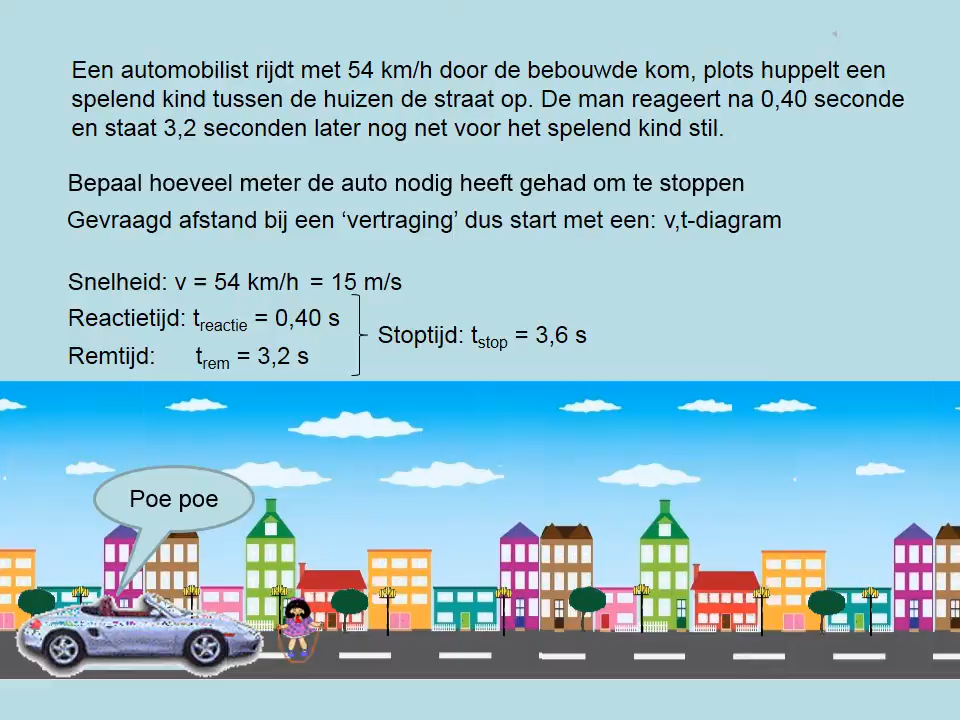 Een automobilist rijdt met 54 km/h door de bebouwde kom, plots huppelt een
spelend kind tussen de huizen de straat op. De man reageert na 0,40 seconde
en staat 3,2 seconden later nog net voor het spelend kind stil.
Bepaal hoeveel meter de auto nodig heeft gehad om te stoppen
Gevraagd afstand bij een ‘vertraging’ dus start met een: v,t-diagram
Snelheid: v = 54 km/h = 15 m/s
Reactietijd: t_reactie = 0,40 s
Stoptijd: t_stop = 3,6 s
Remtijd: t_rem = 3,2 s
Poe poe